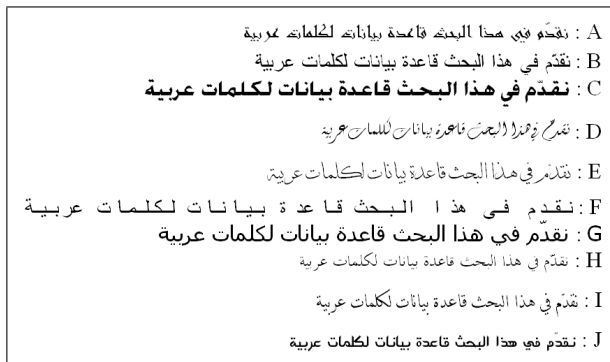 A : نقدّم في هذا البحث قاعدة بيانات لكلمات عربية
B : نقدّم في هذا البحث قاعدة بيانات لكلمات عربية
C : نقدّم في هذا البحث قاعدة بيانات لكلمات عربية
D : نقدمّ في هذا البحث قاعدة بيانات لكلمات عربية
E : نقدّم في هذا البحث قاعدة بيانات لكلمات عربية
F : نقدم فى هذا البحث قاعدة بيانات لكلمات عربية
G : نقدّم في هذا البحث قاعدة بيانات لكلمات عربية
H : نقدّم في هذا البحث قاعدة بيانات لكلمات عربية
I : نقدّم في هذا البحث قاعدة بيانات لكلمات عربية
J : نقدّم في هذا البحث قاعدة بيانات لكلمات عربية